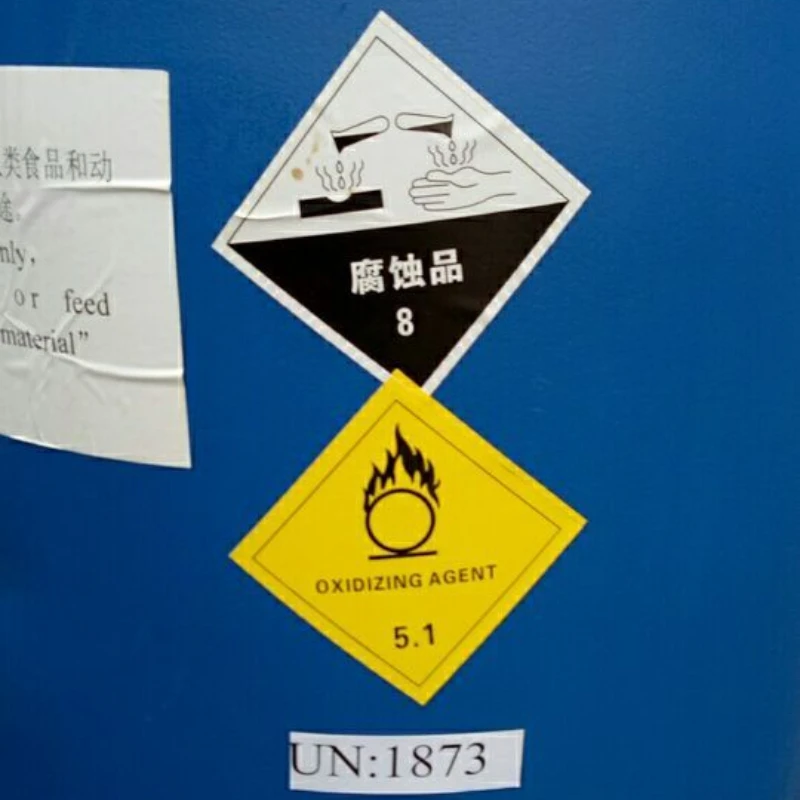 类食品和动
途。
nly,
or feed
material”
腐蚀品
8
OXIDIZING AGENT
5.1
UN:1873